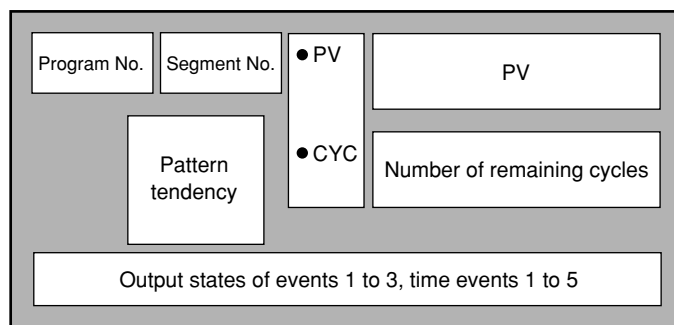 Program No.
Segment No.
● PV
PV
● CYC
Number of remaining cycles
Pattern
tendency
Output states of events 1 to 3, time events 1 to 5